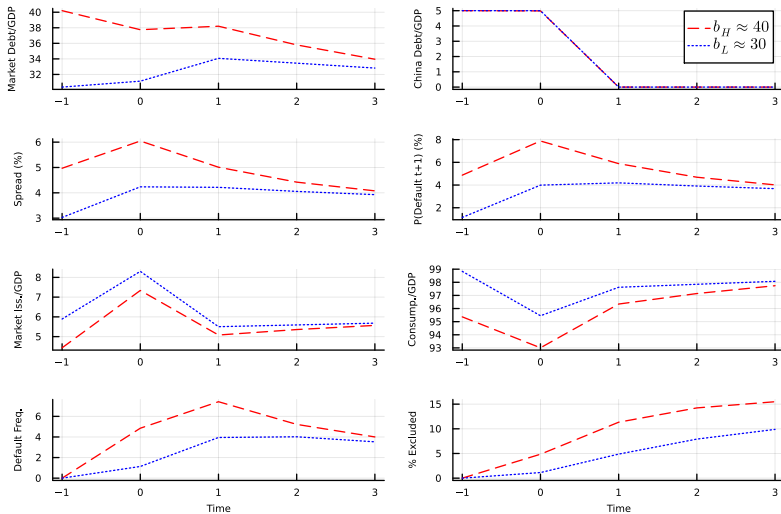 Market Debt/GDP
40
38
36
34
32
−1 0 1 2 3
China Debt/GDP
5
4
3
2
1
0
−1 0 1 2 3
b_H ≈ 40
b_L ≈ 30
Spread (%)
6
5
4
3
−1 0 1 2 3
P(Default t+1) (%)
8
6
4
2
−1 0 1 2 3
Market Iss./GDP
8
7
6
5
−1 0 1 2 3
Consump./GDP
99
98
97
96
95
94
93
−1 0 1 2 3
Default Freq.
6
4
2
0
−1 0 1 2 3
Time
% Excluded
15
10
5
0
−1 0 1 2 3
Time